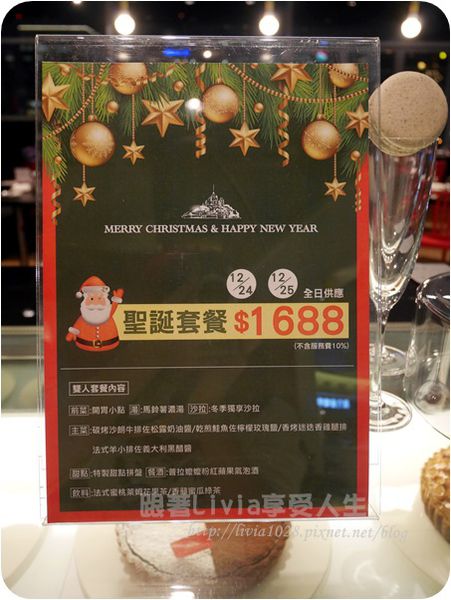 MERRY CHRISTMAS & HAPPY NEW YEAR
12/24 12/25 全日供應
聖誕套餐 $1688
(不含服務費10%)
雙人套餐內容
前菜:開胃小點 湯:馬鈴薯濃湯 沙拉:冬季獨享沙拉
主菜:碳烤沙朗牛排佐松露奶油醬/乾煎鮭魚佐檸檬玫瑰鹽/香烤迷迭香雞腿排
法式羊小排佐義大利黑醋醬
甜點:特製甜點拼盤 餐酒:普拉嬤嬤粉紅蘋果氣泡酒
飲料:法式蜜桃萊姆花果茶/香草蜜瓜綠茶
跟著Livia享受人生
http://livia1028.pixnet.net/blog